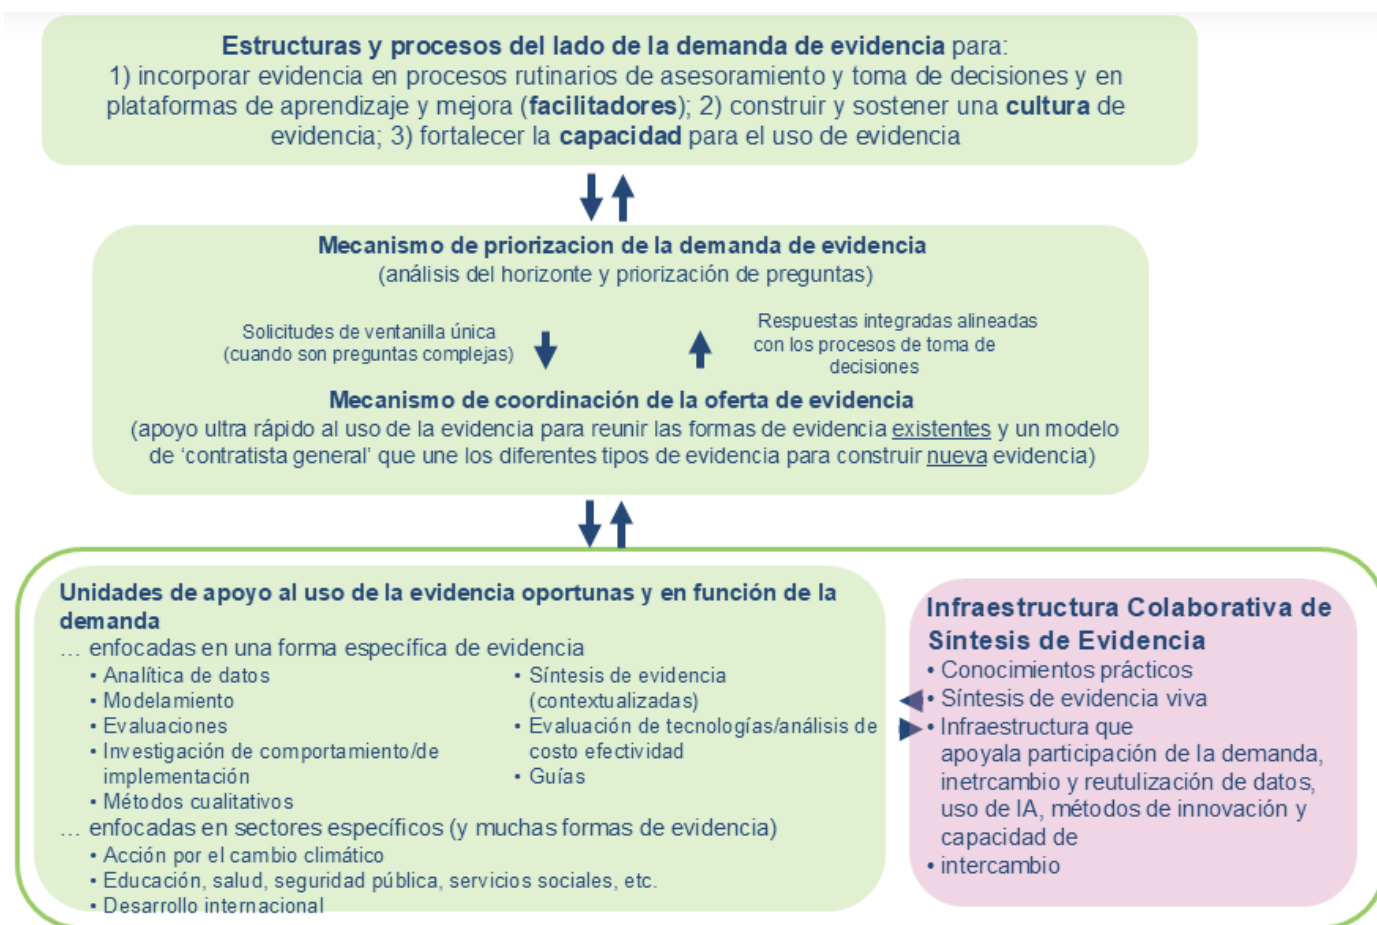 Estructuras y procesos del lado de la demanda de evidencia para:
1) incorporar evidencia en procesos rutinarios de asesoramiento y toma de decisiones y en
plataformas de aprendizaje y mejora (facilitadores); 2) construir y sostener una cultura de
evidencia; 3) fortalecer la capacidad para el uso de evidencia
Mecanismo de priorizacion de la demanda de evidencia
(análisis del horizonte y priorización de preguntas)
Solicitudes de ventanilla única
(cuando son preguntas complejas)
Respuestas integradas alineadas
con los procesos de toma de
decisiones
Mecanismo de coordinación de la oferta de evidencia
(apoyo ultra rápido al uso de la evidencia para reunir las formas de evidencia existentes y un modelo
de ‘contratista general’ que une los diferentes tipos de evidencia para construir nueva evidencia)
Unidades de apoyo al uso de la evidencia oportunas y en función de la
demanda
… enfocadas en una forma específica de evidencia
• Analítica de datos
• Modelamiento
• Evaluaciones
• Investigación de comportamiento/de
implementación
• Métodos cualitativos
• Síntesis de evidencia
(contextualizadas)
• Evaluación de tecnologías/análisis de
costo efectividad
• Guías
… enfocadas en sectores específicos (y muchas formas de evidencia)
• Acción por el cambio climático
• Educación, salud, seguridad pública, servicios sociales, etc.
• Desarrollo internacional
Infraestructura Colaborativa de
Síntesis de Evidencia
• Conocimientos prácticos
• Síntesis de evidencia viva
• Infraestructura que
apoyala participación de la demanda,
inetrcambio y reutulización de datos,
uso de IA, métodos de innovación y
capacidad de
• intercambio